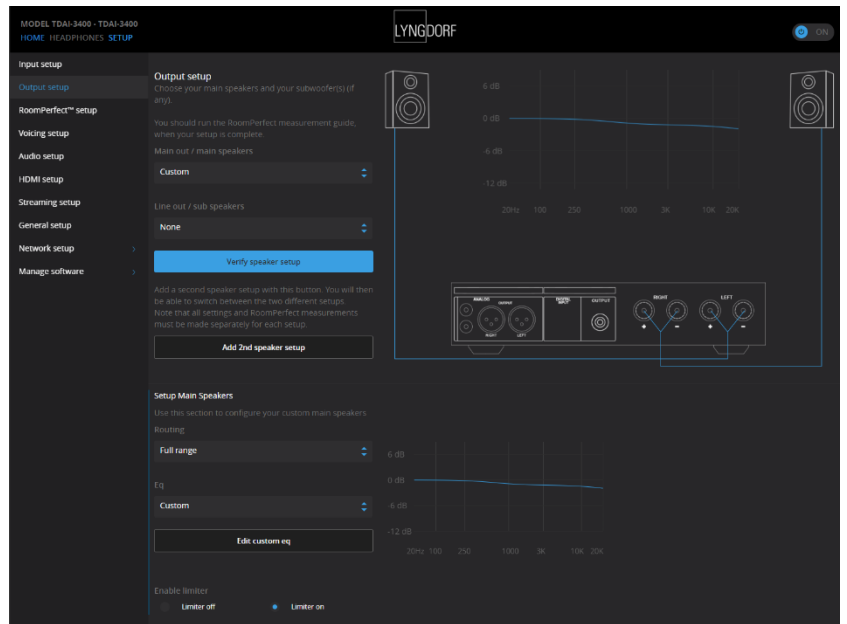 MODEL TDAI-3400 - TDAI-3400
HOME HEADPHONES SETUP
LYNGDORF
ON
Input setup
Output setup
RoomPerfect™ setup
Voicing setup
Audio setup
HDMI setup
Streaming setup
General setup
Network setup
Manage software
Output setup
Choose your main speakers and your subwoofer(s) (if
any).
You should run the RoomPerfect measurement guide,
when your setup is complete.
Main out / main speakers
Custom
Line out / sub speakers
None
Verify speaker setup
Add a second speaker setup with this button. You will then
be able to switch between the two different setups.
Note that all settings and RoomPerfect measurements
must be made separately for each setup.
Add 2nd speaker setup
6 dB
0 dB
-6 dB
-12 dB
20Hz 100 250 1000 3K 10K 20K
ANALOG
OUTPUT
RIGHT LEFT
DIGITAL
INPUT
OUTPUT
RIGHT LEFT
+ - + -
Setup Main Speakers
Use this section to configure your custom main speakers
Routing
Full range
Eq
Custom
Edit custom eq
Enable limiter
Limiter off Limiter on
6 dB
0 dB
-6 dB
-12 dB
20Hz 100 250 1000 3K 10K 20K